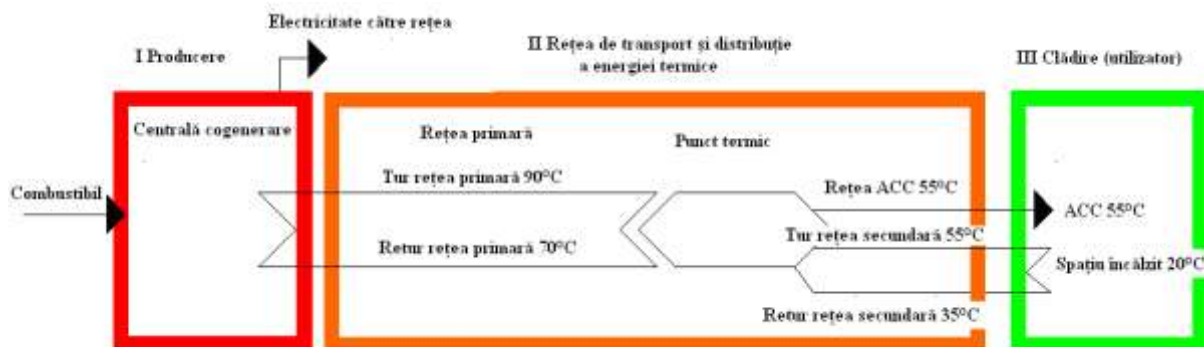 Electricitate către rețea
I Producere
II Rețea de transport și distribuție
a energiei termice
III Clădire (utilizator)
Centrală cogenerare
Rețea primară
Punct termic
Combustibil
Tur rețea primară 90°C
Rețea ACC 55°C
ACC 55°C
Retur rețea primară 70°C
Tur rețea secundară 55°C
Spațiu încălzit 20°C
Retur rețea secundară 35°C